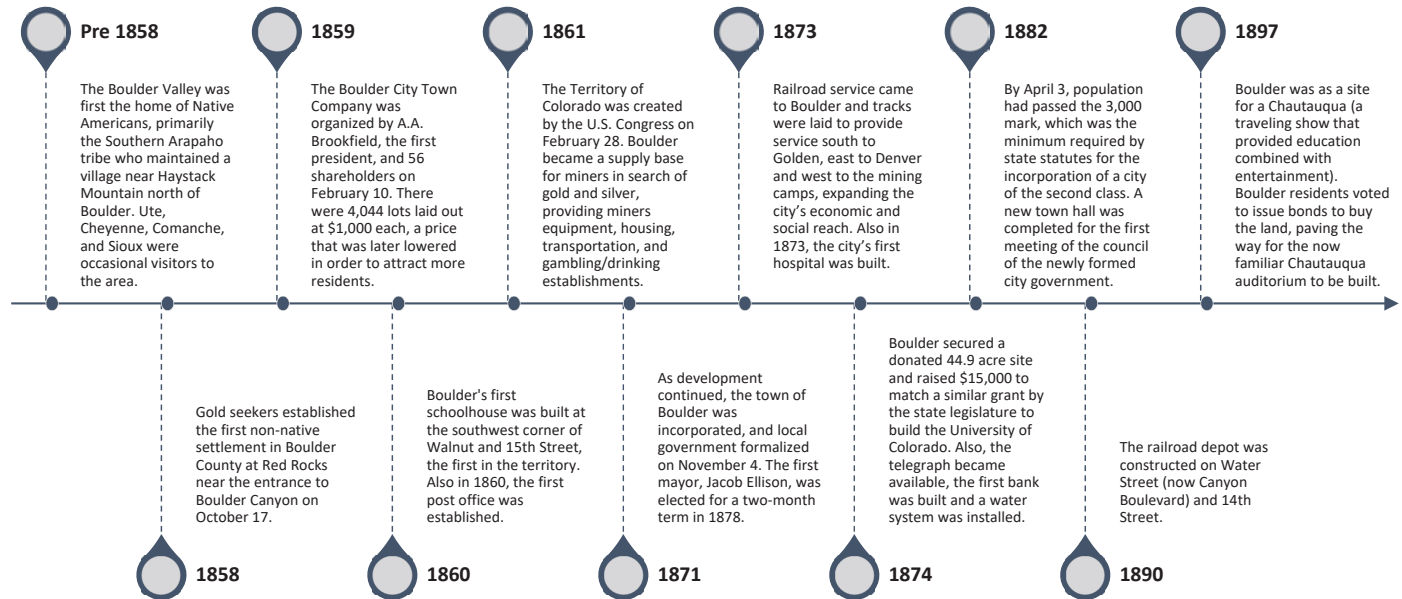 Pre 1858
The Boulder Valley was
first the home of Native
Americans, primarily
the Southern Arapaho
tribe who maintained a
village near Haystack
Mountain north of
Boulder. Ute,
Cheyenne, Comanche,
and Sioux were
occasional visitors to
the area.
1858
Gold seekers established
the first non-native
settlement in Boulder
County at Red Rocks
near the entrance to
Boulder Canyon on
October 17.
1859
The Boulder City Town
Company was
organized by A.A.
Brookfield, the first
president, and 56
shareholders on
February 10. There
were 4,044 lots laid out
at $1,000 each, a price
that was later lowered
in order to attract more
residents.
1860
Boulder's first
schoolhouse was built at
the southwest corner of
Walnut and 15th Street,
the first in the territory.
Also in 1860, the first
post office was
established.
1861
The Territory of
Colorado was created
by the U.S. Congress on
February 28. Boulder
became a supply base
for miners in search of
gold and silver,
providing miners
equipment, housing,
transportation, and
gambling/drinking
establishments.
1871
As development
continued, the town of
Boulder was
incorporated, and local
government formalized
on November 4. The first
mayor, Jacob Ellison, was
elected for a two-month
term in 1878.
1873
Railroad service came
to Boulder and tracks
were laid to provide
service south to
Golden, east to Denver
and west to the mining
camps, expanding the
city's economic and
social reach. Also in
1873, the city's first
hospital was built.
1874
Boulder secured a
donated 44.9 acre site
and raised $15,000 to
match a similar grant by
the state legislature to
build the University of
Colorado. Also, the
telegraph became
available, the first bank
was built and a water
system was installed.
1882
By April 3, population
had passed the 3,000
mark, which was the
minimum required by
state statutes for the
incorporation of a city
of the second class. A
new town hall was
completed for the first
meeting of the council
of the newly formed
city government.
1890
The railroad depot was
constructed on Water
Street (now Canyon
Boulevard) and 14th
Street.
1897
Boulder was as a site
for a Chautauqua (a
traveling show that
provided education
combined with
entertainment).
Boulder residents voted
to issue bonds to buy
the land, paving the
way for the now
familiar Chautauqua
auditorium to be built.